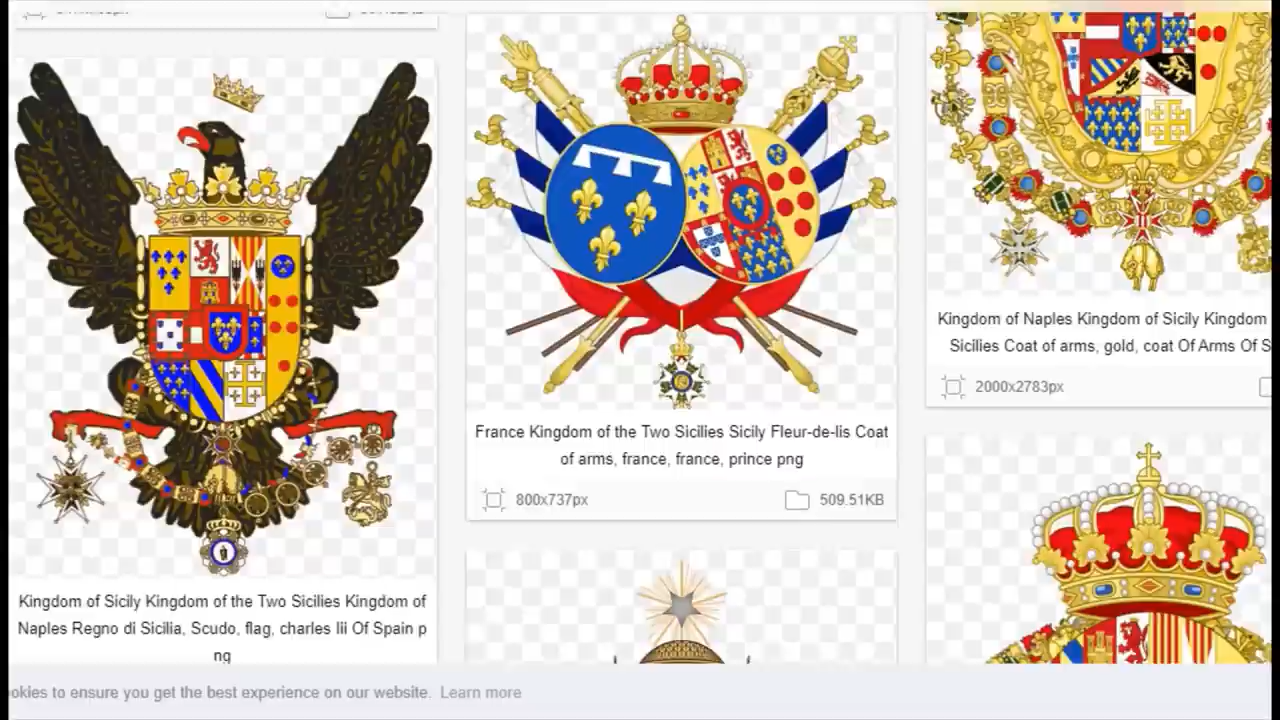 Kingdom of Sicily Kingdom of the Two Sicilies Kingdom of
Naples Regno di Sicilia, Scudo, flag, charles Iii Of Spain p
ng
France Kingdom of the Two Sicilies Sicily Fleur-de-lis Coat
of arms, france, france, prince png
800x737px
509.51KB
Kingdom of Naples Kingdom of Sicily Kingdom
Sicilies Coat of arms, gold, coat Of Arms Of S
2000x2783px
ookies to ensure you get the best experience on our website. Learn more